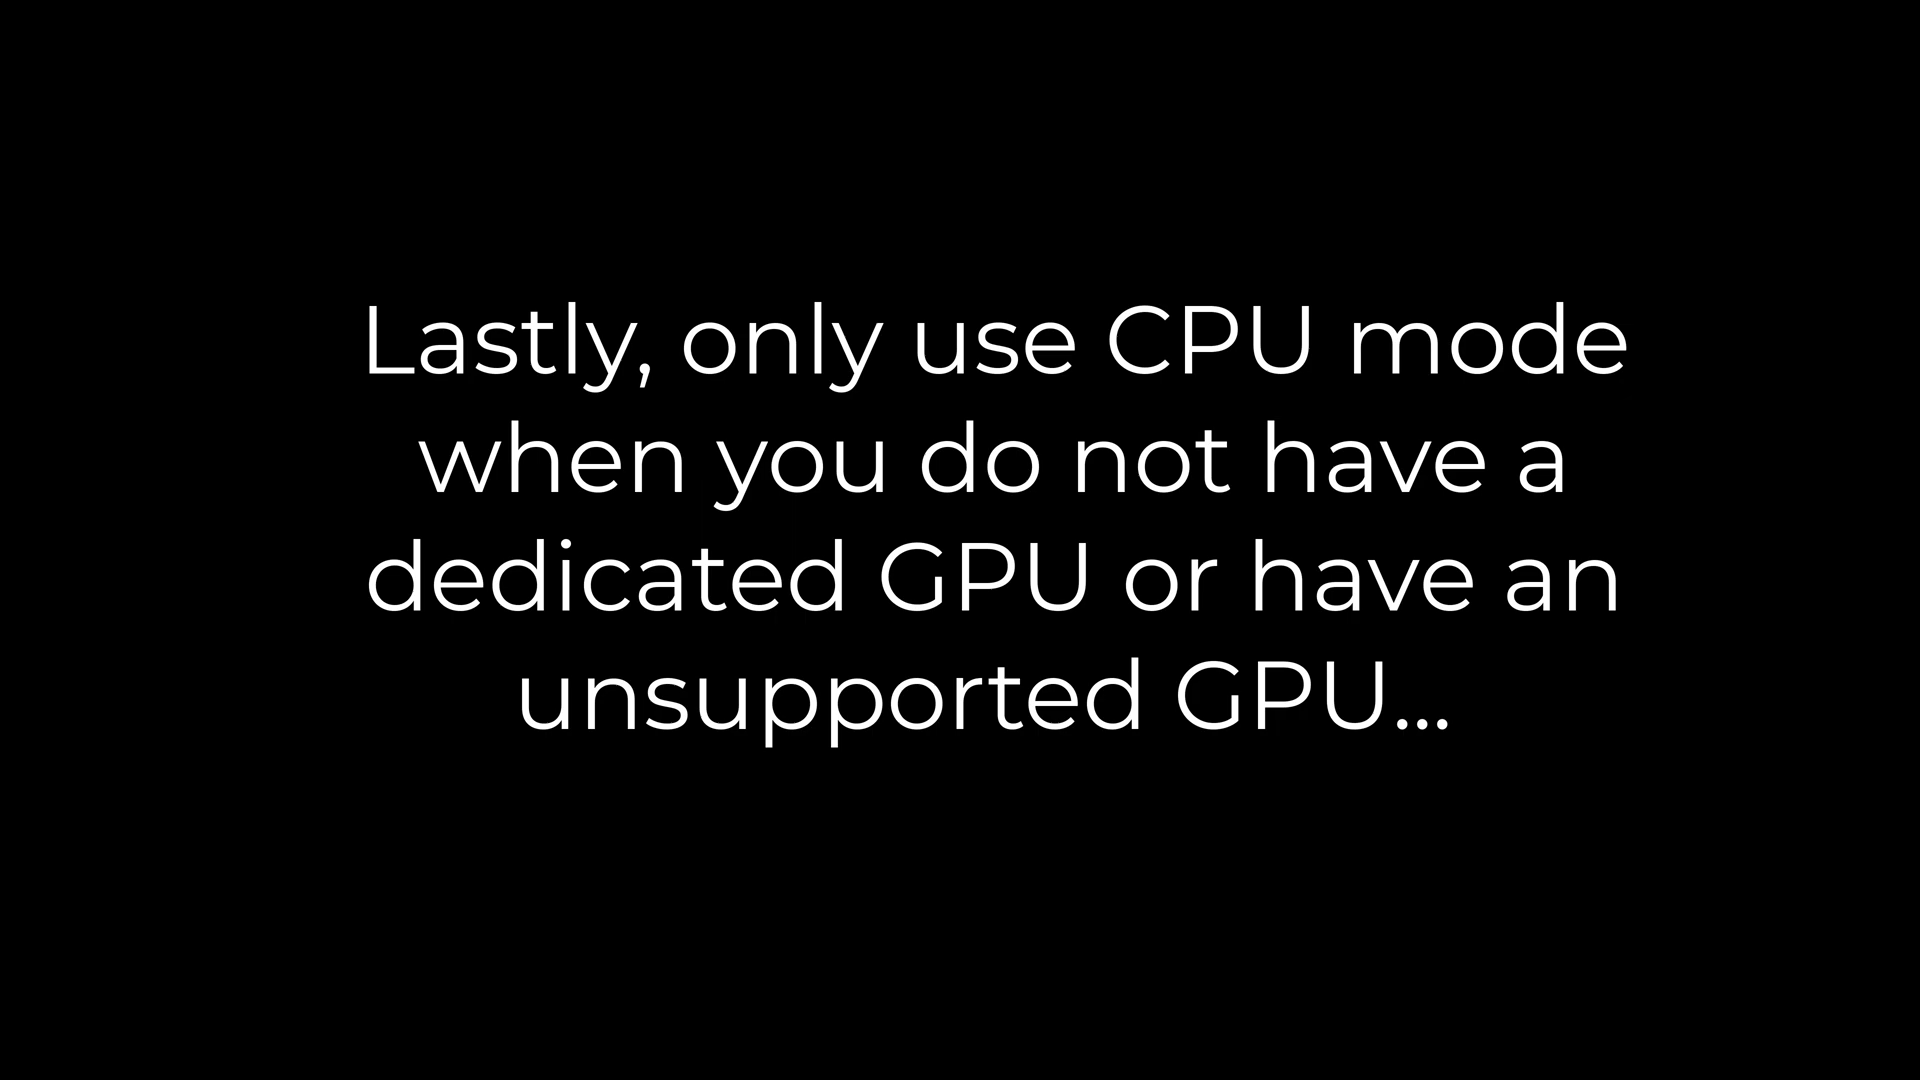 Lastly, only use CPU mode
when you do not have a
dedicated GPU or have an
unsupported GPU...